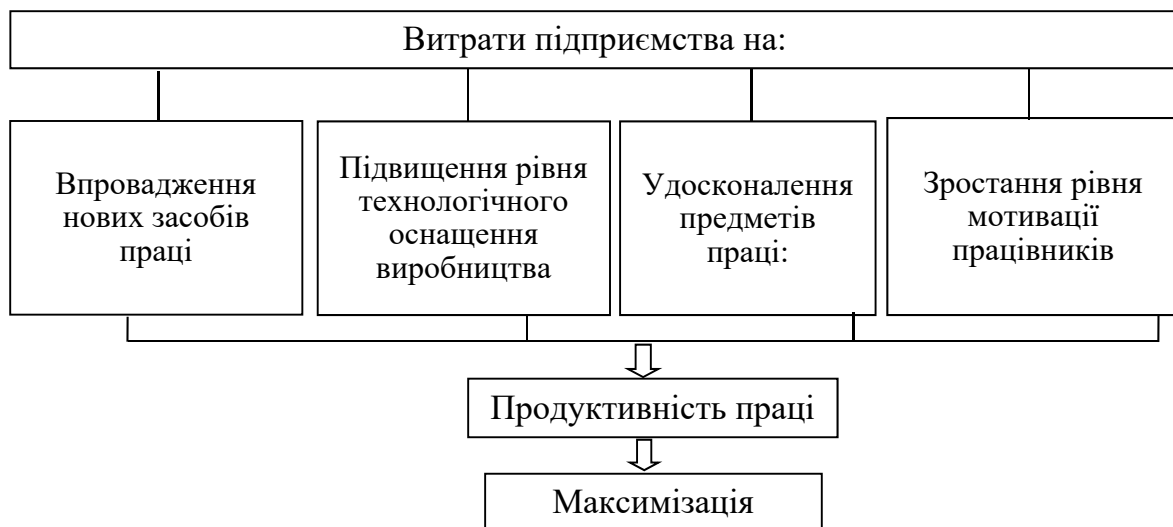 Витрати підприємства на:
Впровадження
нових засобів
праці
Підвищення рівня
технологічного
оснащення
виробництва
Удосконалення
предметів
праці:
Зростання рівня
мотивації
працівників
Продуктивність праці
Максимізація